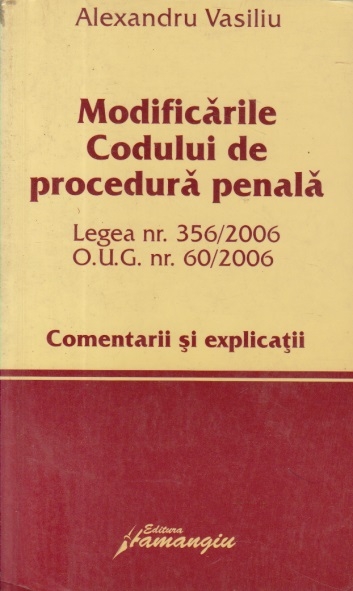 Alexandru Vasiliu
Modificările
Codului de
procedură penală
Legea nr. 356/2006
O.U.G. nr. 60/2006
Comentarii şi explicaţii
Editura
Hamangiu